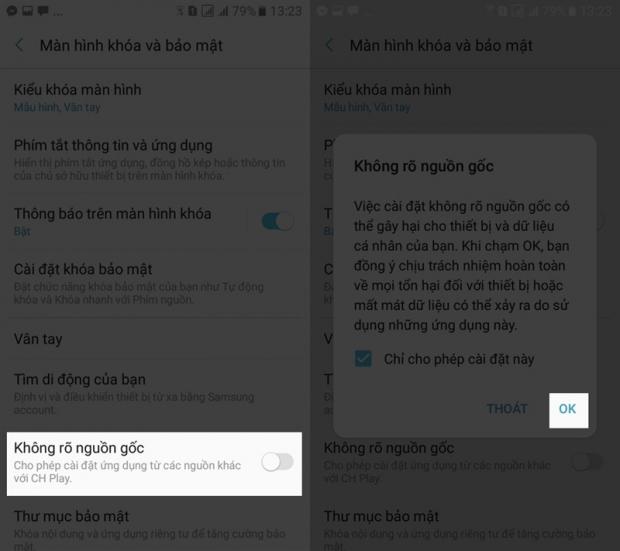 79% 13:23
Màn hình khóa và bảo mật
Kiểu khóa màn hình
Mẫu hình, Vân tay
Phím tắt thông tin và ứng dụng
Hiển thị phím tắt ứng dụng, đồng hồ kép hoặc thông tin
của chủ sở hữu thiết bị trên màn hình khóa.
Thông báo trên màn hình khóa
Bật
Cài đặt khóa bảo mật
Đặt chức năng khóa bảo mật của bạn như Tự động
khóa và Khóa nhanh với Phím nguồn.
Vân tay
Tìm di động của bạn
Định vị và điều khiển thiết bị từ xa bằng Samsung
account.
Không rõ nguồn gốc
Cho phép cài đặt ứng dụng từ các nguồn khác
với CH Play.
Thư mục bảo mật
Khóa nội dung và ứng dụng riêng tư để tăng cường bảo
mật.
79% 13:23
Màn hình khóa và bảo mật
Kiểu khóa màn hình
Mẫu hình, Vân tay
Không rõ nguồn gốc
Việc cài đặt không rõ nguồn gốc có
thể gây hại cho thiết bị và dữ liệu
cá nhân của bạn. Khi chạm OK, bạn
đồng ý chịu trách nhiệm hoàn toàn
về mọi tổn hại đối với thiết bị hoặc
mất mát dữ liệu có thể xảy ra do sử
dụng những ứng dụng này.
Chỉ cho phép cài đặt này
THOÁT OK
Không rõ nguồn gốc
Cho phép cài đặt ứng dụng từ các nguồn khác
với CH Play.
Thư mục bảo mật
Khóa nội dung và ứng dụng riêng tư để tăng cường bảo
mật.